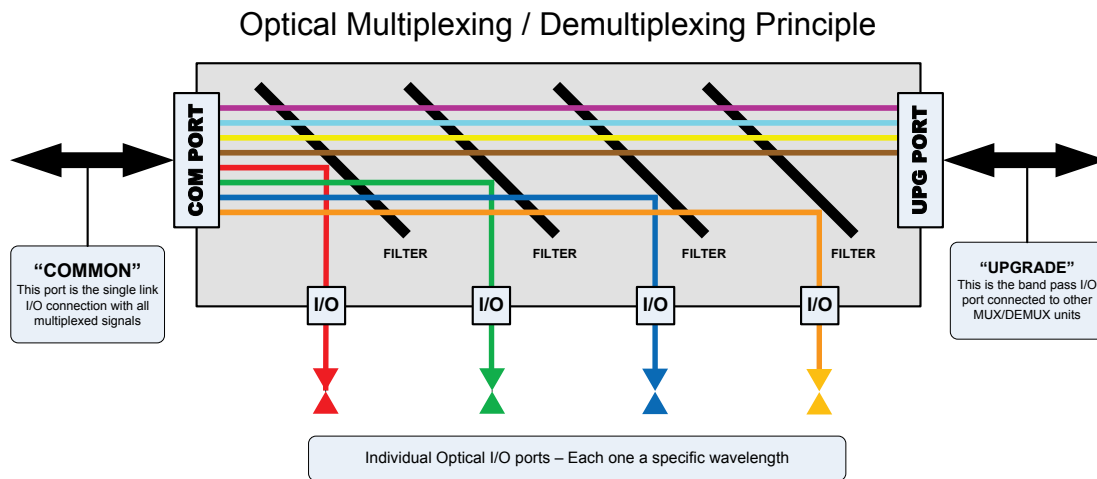 Optical Multiplexing / Demultiplexing Principle
COM PORT
UPG PORT
FILTER
FILTER
FILTER
FILTER
“COMMON”
This port is the single link
I/O connection with all
multiplexed signals
“UPGRADE”
This is the band pass I/O
port connected to other
MUX/DEMUX units
I/O
I/O
I/O
I/O
Individual Optical I/O ports – Each one a specific wavelength